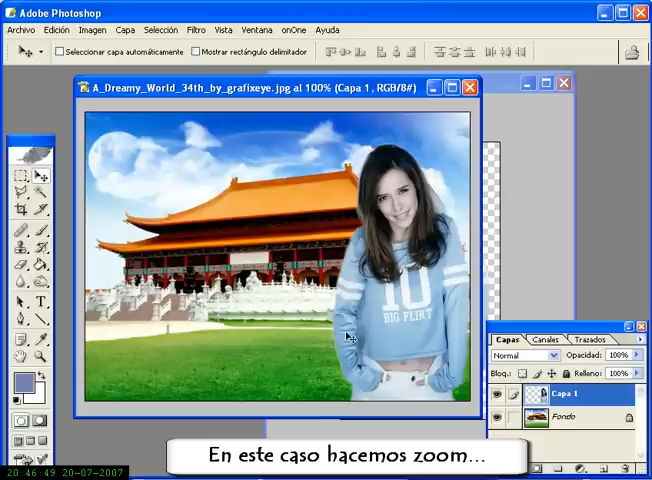 Adobe Photoshop
Archivo Edición Imagen Capa Selección Filtro Vista Ventana onOne Ayuda
Seleccionar capa automáticamente Mostrar rectángulo delimitador
A_Dreamy_World_34th_by_grafixeye.jpg al 100% (Capa 1, RGB/8#)
10
BIG FLIRT
Capas Canales Trazados
Normal Opacidad: 100%
Bloq.: Relleno: 100%
Capa 1
Fondo
T
En este caso hacemos zoom...
20:46:49 20-07-2007